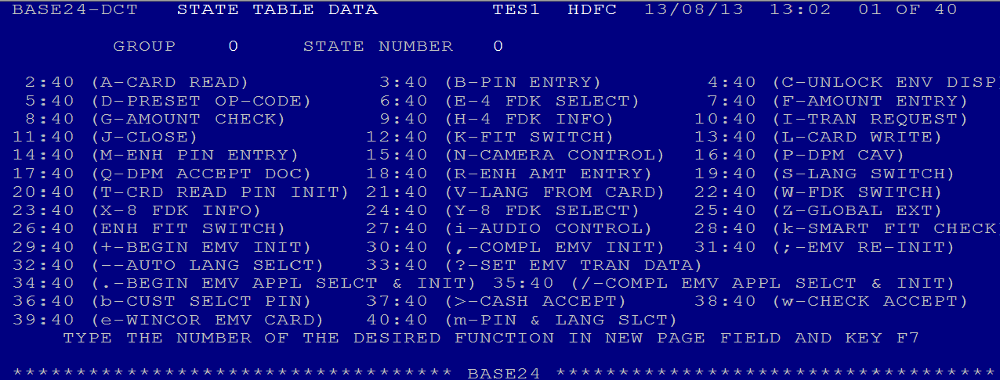 BASE24-DCT STATE TABLE DATA TES1 HDFC 13/08/13 13:02 01 OF 40
GROUP 0 STATE NUMBER 0
2:40 (A-CARD READ) 3:40 (B-PIN ENTRY) 4:40 (C-UNLOCK ENV DISP
5:40 (D-PRESET OP-CODE) 6:40 (E-4 FDK SELECT) 7:40 (F-AMOUNT ENTRY)
8:40 (G-AMOUNT CHECK) 9:40 (H-4 FDK INFO) 10:40 (I-TRAN REQUEST)
11:40 (J-CLOSE) 12:40 (K-FIT SWITCH) 13:40 (L-CARD WRITE)
14:40 (M-ENH PIN ENTRY) 15:40 (N-CAMERA CONTROL) 16:40 (P-DPM CAV)
17:40 (Q-DPM ACCEPT DOC) 18:40 (R-ENH AMT ENTRY) 19:40 (S-LANG SWITCH)
20:40 (T-CRD READ PIN INIT) 21:40 (V-LANG FROM CARD) 22:40 (W-FDK SWITCH)
23:40 (X-8 FDK INFO) 24:40 (Y-8 FDK SELECT) 25:40 (Z-GLOBAL EXT)
26:40 (ENH FIT SWITCH) 27:40 (i-AUDIO CONTROL) 28:40 (k-SMART FIT CHECK
29:40 (+-BEGIN EMV INIT) 30:40 (,-COMPL EMV INIT) 31:40 (;-EMV RE-INIT)
32:40 (--AUTO LANG SELCT) 33:40 (?-SET EMV TRAN DATA)
34:40 (.-BEGIN EMV APPL SELCT & INIT) 35:40 (/-COMPL EMV APPL SELCT & INIT)
36:40 (b-CUST SELCT PIN) 37:40 (>-CASH ACCEPT) 38:40 (w-CHECK ACCEPT)
39:40 (e-WINCOR EMV CARD) 40:40 (m-PIN & LANG SLCT)
TYPE THE NUMBER OF THE DESIRED FUNCTION IN NEW PAGE FIELD AND KEY F7
*********************************** BASE24 ***********************************